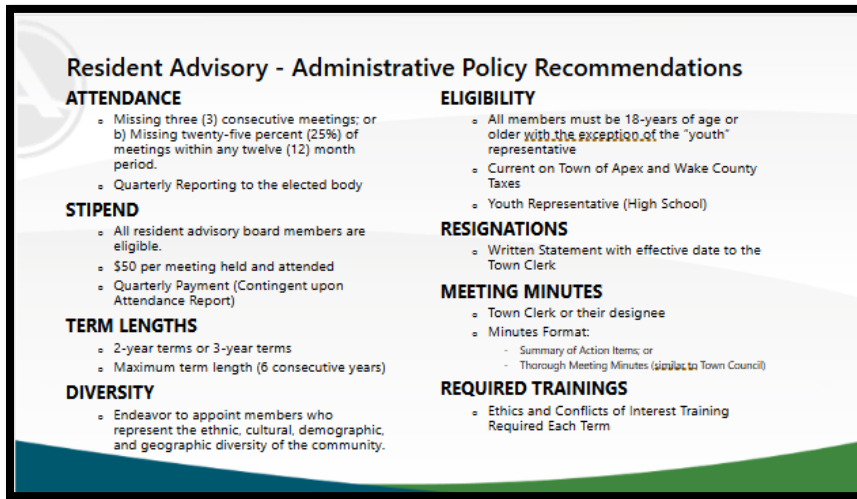 Resident Advisory - Administrative Policy Recommendations
ATTENDANCE
Missing three (3) consecutive meetings; or
b) Missing twenty-five percent (25%) of
meetings within any twelve (12) month
period.
Quarterly Reporting to the elected body
STIPEND
All resident advisory board members are
eligible.
$50 per meeting held and attended
Quarterly Payment (Contingent upon
Attendance Report)
TERM LENGTHS
2-year terms or 3-year terms
Maximum term length (6 consecutive years)
DIVERSITY
Endeavor to appoint members who
represent the ethnic, cultural, demographic,
and geographic diversity of the community.
ELIGIBILITY
All members must be 18-years of age or
older with the exception of the "youth"
representative
Current on Town of Apex and Wake County
Taxes
Youth Representative (High School)
RESIGNATIONS
Written Statement with effective date to the
Town Clerk
MEETING MINUTES
Town Clerk or their designee
Minutes Format:
- Summary of Action Items; or
- Thorough Meeting Minutes (similar to Town Council)
REQUIRED TRAININGS
Ethics and Conflicts of Interest Training
Required Each Term